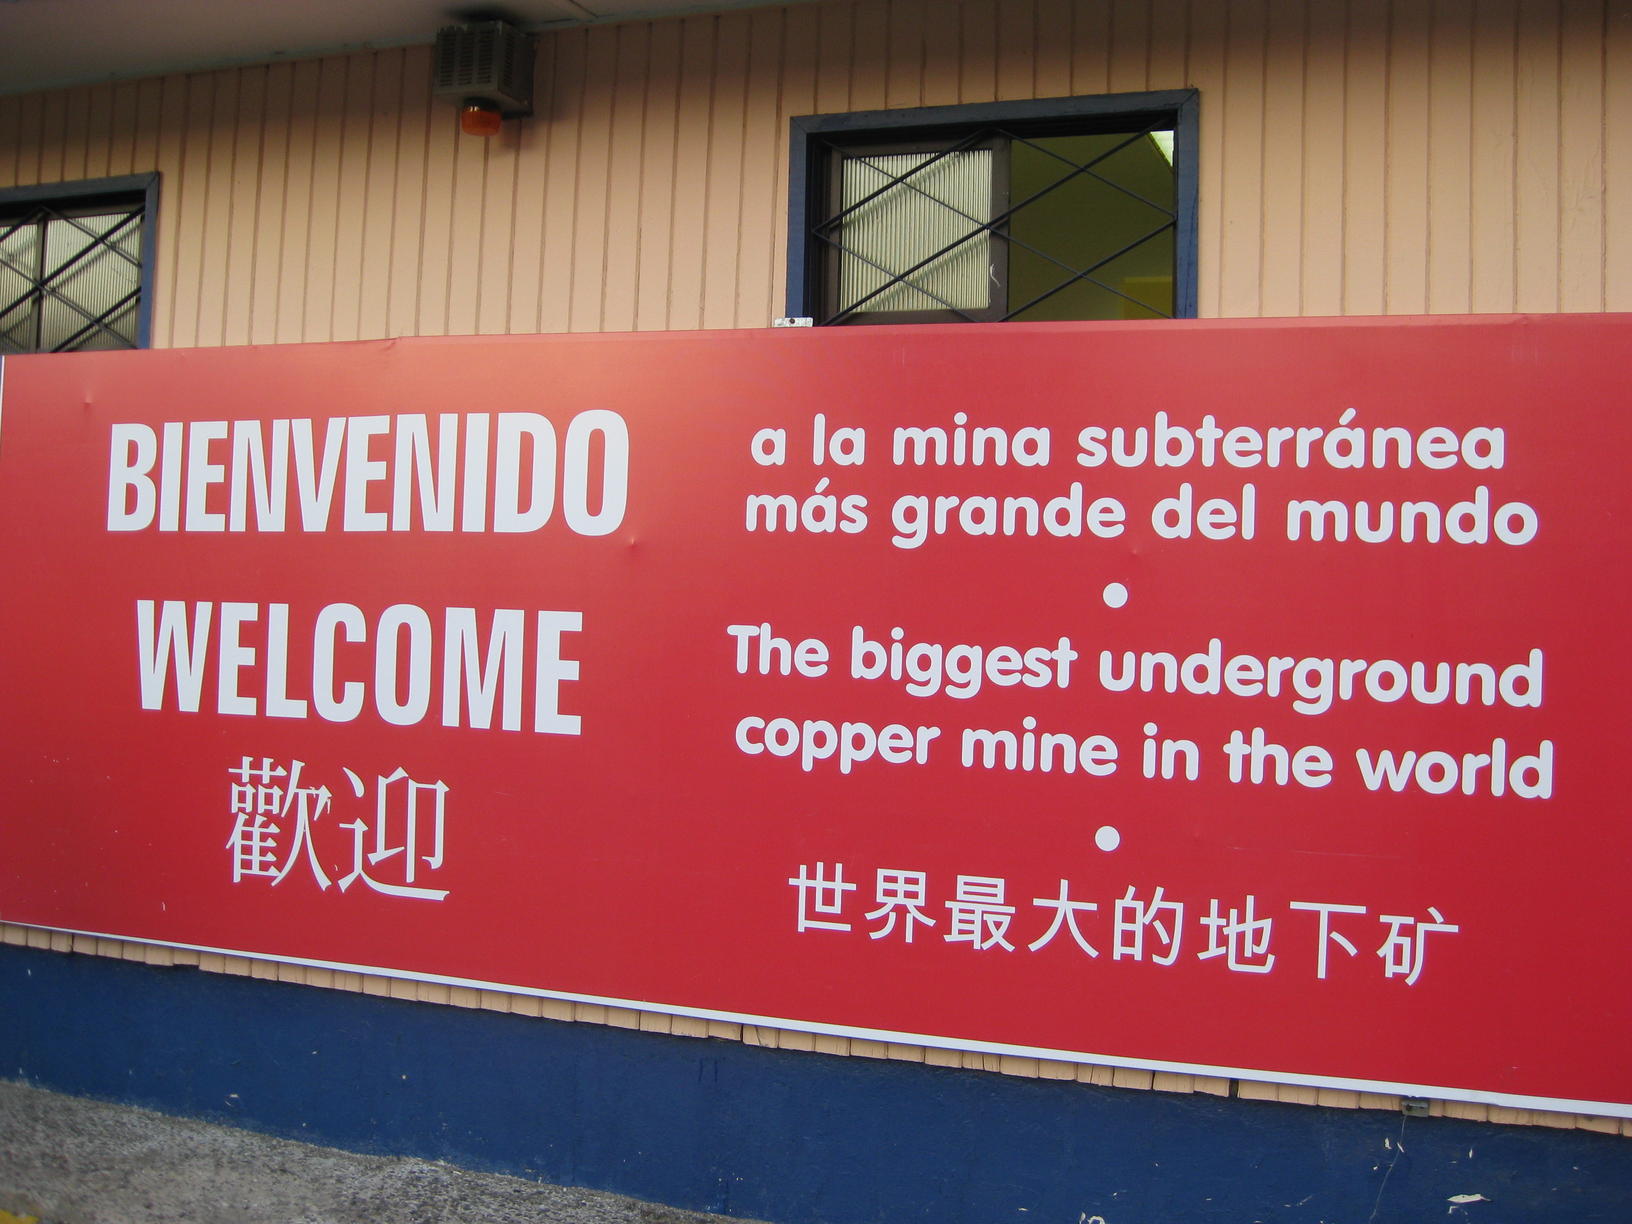 BIENVENIDO
WELCOME
歡迎
a la mina subterránea
más grande del mundo
•
The biggest underground
copper mine in the world
•
世界最大的地下矿